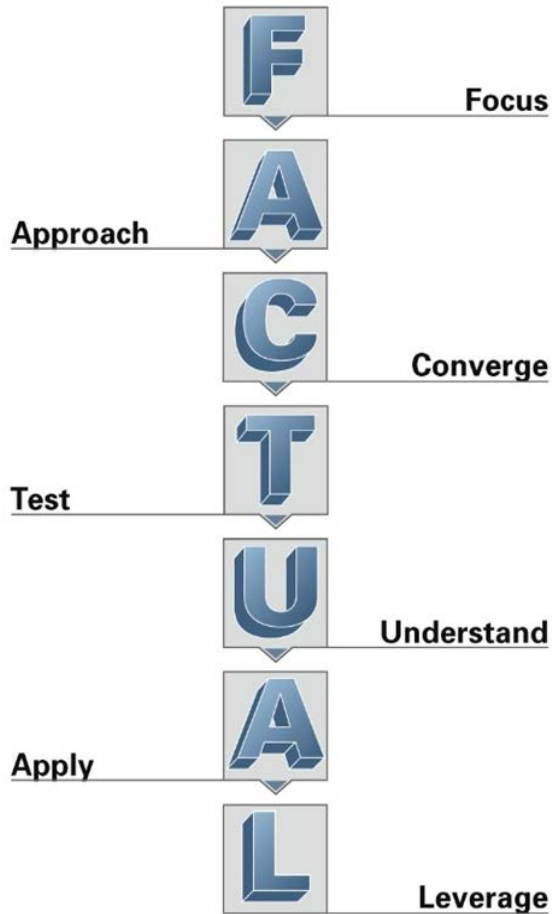 F
Focus
A
Approach
C
Converge
T
Test
U
Understand
A
Apply
L
Leverage